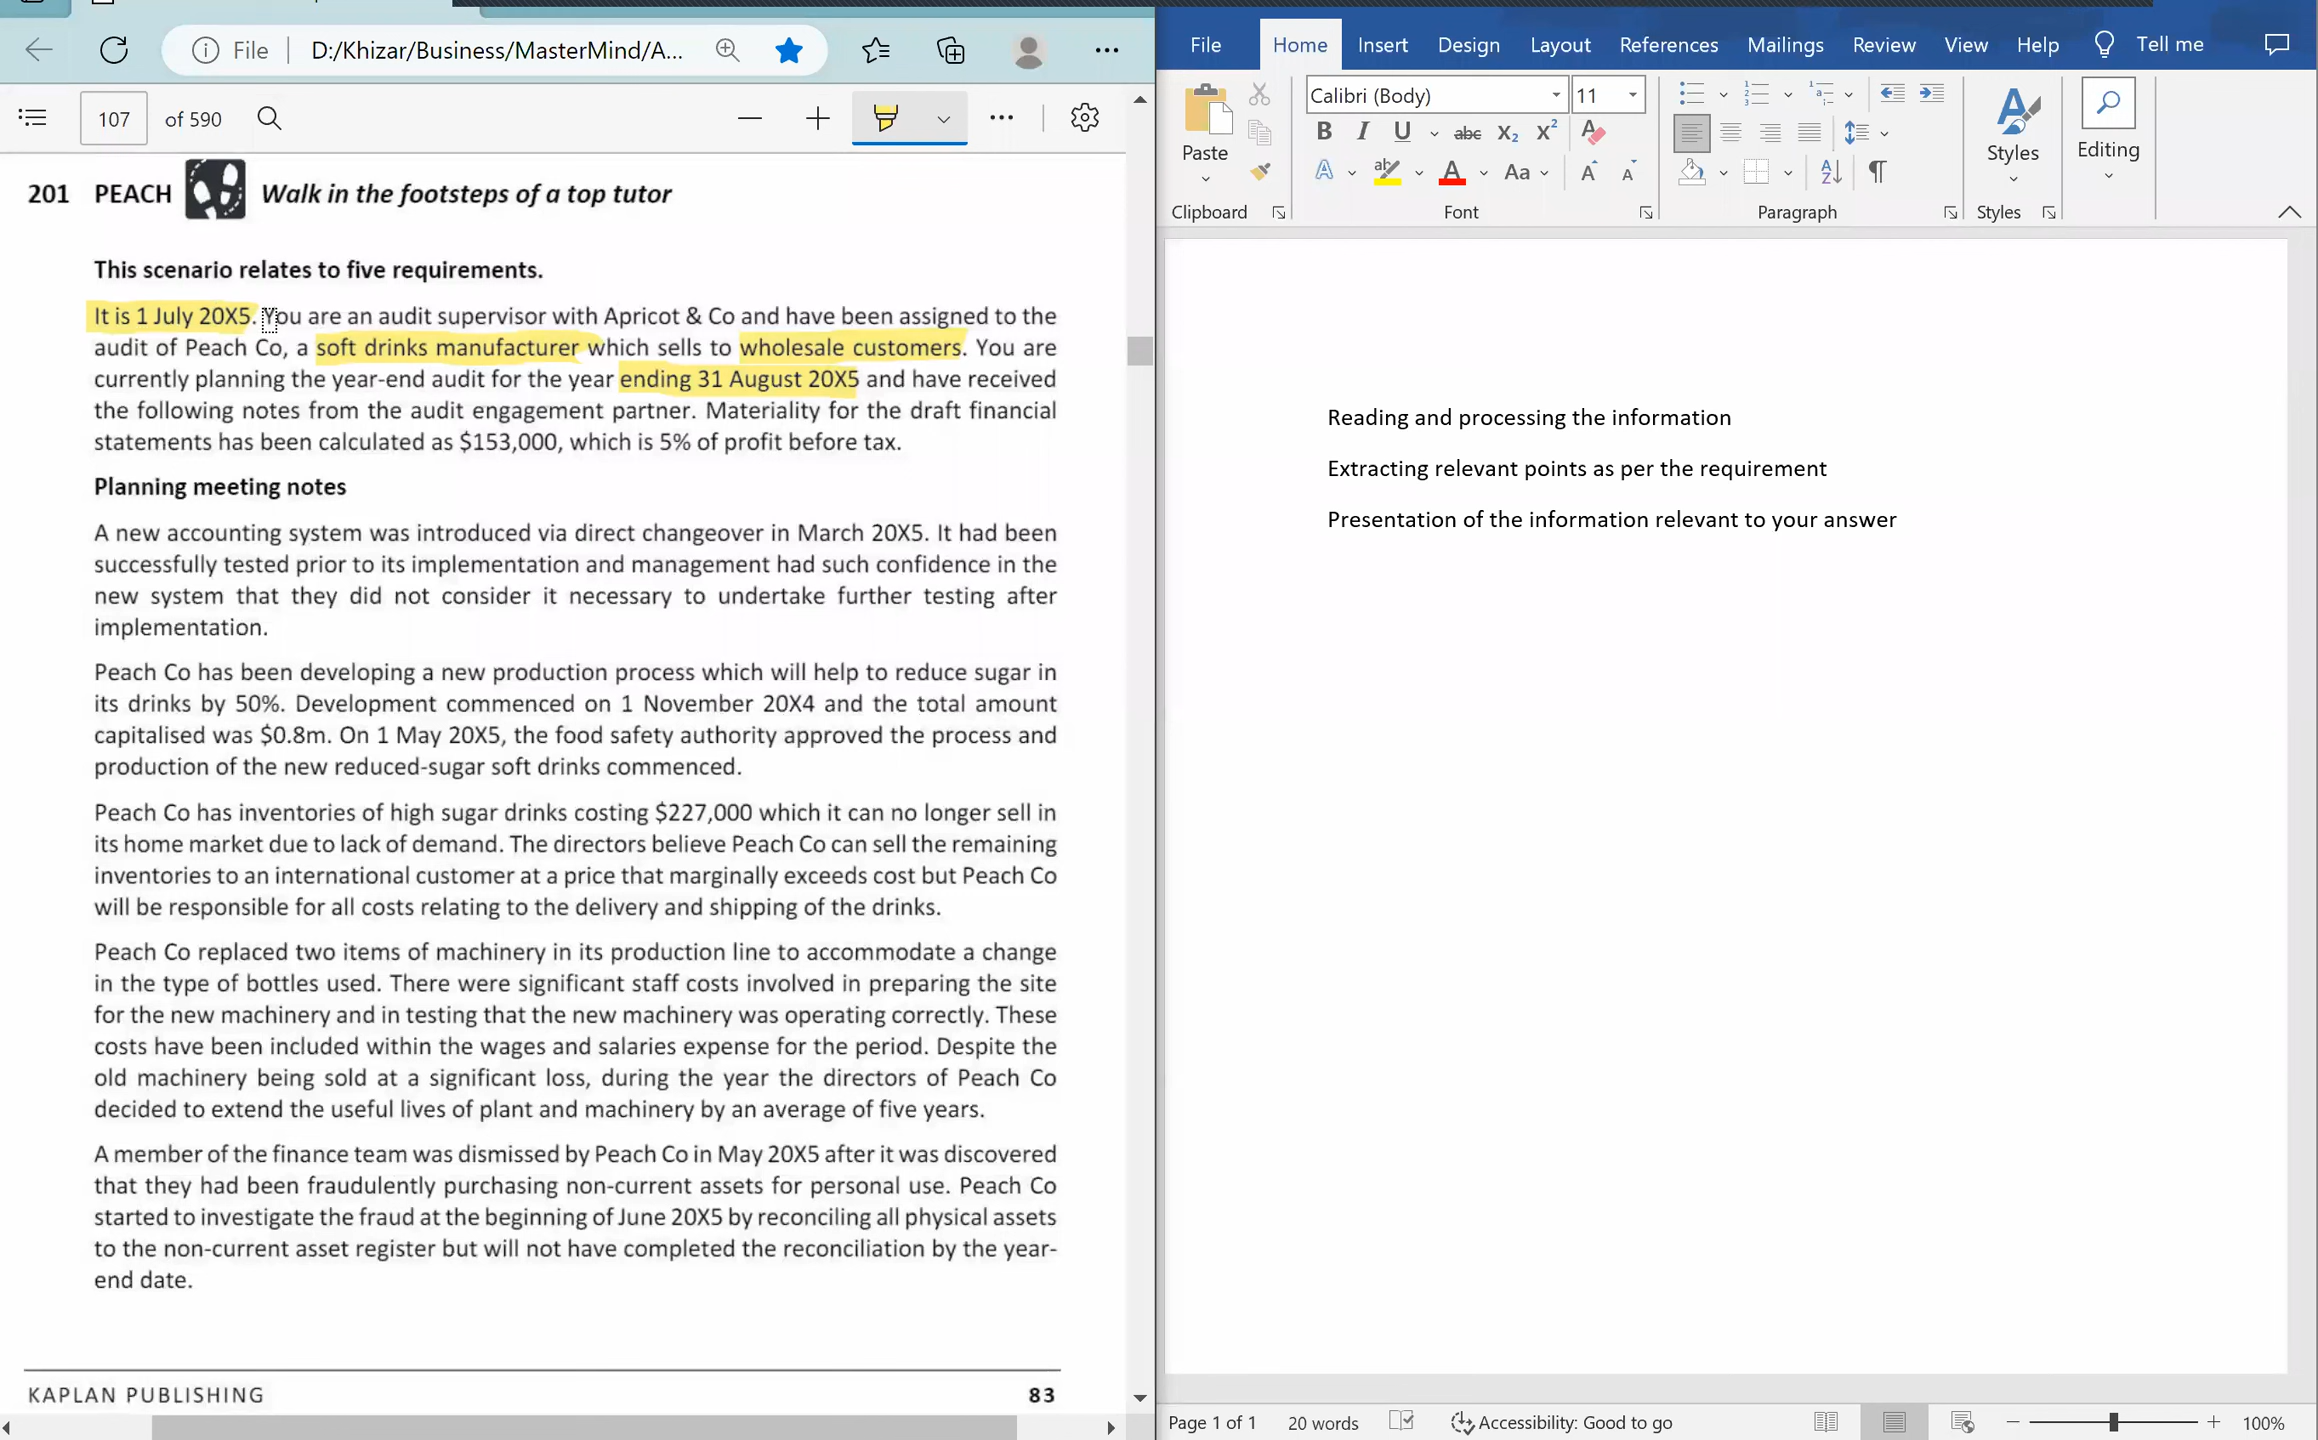 File
D:/Khizar/Business/MasterMind/A...
107 of 590
201 PEACH Walk in the footsteps of a top tutor
This scenario relates to five requirements.
It is 1 July 20X5. You are an audit supervisor with Apricot & Co and have been assigned to the
audit of Peach Co, a soft drinks manufacturer which sells to wholesale customers. You are
currently planning the year-end audit for the year ending 31 August 20X5 and have received
the following notes from the audit engagement partner. Materiality for the draft financial
statements has been calculated as $153,000, which is 5% of profit before tax.
Planning meeting notes
A new accounting system was introduced via direct changeover in March 20X5. It had been
successfully tested prior to its implementation and management had such confidence in the
new system that they did not consider it necessary to undertake further testing after
implementation.
Peach Co has been developing a new production process which will help to reduce sugar in
its drinks by 50%. Development commenced on 1 November 20X4 and the total amount
capitalised was $0.8m. On 1 May 20X5, the food safety authority approved the process and
production of the new reduced-sugar soft drinks commenced.
Peach Co has inventories of high sugar drinks costing $227,000 which it can no longer sell in
its home market due to lack of demand. The directors believe Peach Co can sell the remaining
inventories to an international customer at a price that marginally exceeds cost but Peach Co
will be responsible for all costs relating to the delivery and shipping of the drinks.
Peach Co replaced two items of machinery in its production line to accommodate a change
in the type of bottles used. There were significant staff costs involved in preparing the site
for the new machinery and in testing that the new machinery was operating correctly. These
costs have been included within the wages and salaries expense for the period. Despite the
old machinery being sold at a significant loss, during the year the directors of Peach Co
decided to extend the useful lives of plant and machinery by an average of five years.
A member of the finance team was dismissed by Peach Co in May 20X5 after it was discovered
that they had been fraudulently purchasing non-current assets for personal use. Peach Co
started to investigate the fraud at the beginning of June 20X5 by reconciling all physical assets
to the non-current asset register but will not have completed the reconciliation by the year-
end date.
KAPLAN PUBLISHING 83
File Home Insert Design Layout References Mailings Review View Help Tell me
Calibri (Body) 11
B I U abc X₂ X²
A ab A Aa A A
Paste Styles Editing
Clipboard Font Paragraph Styles
Reading and processing the information
Extracting relevant points as per the requirement
Presentation of the information relevant to your answer
Page 1 of 1 20 words Accessibility: Good to go 100%